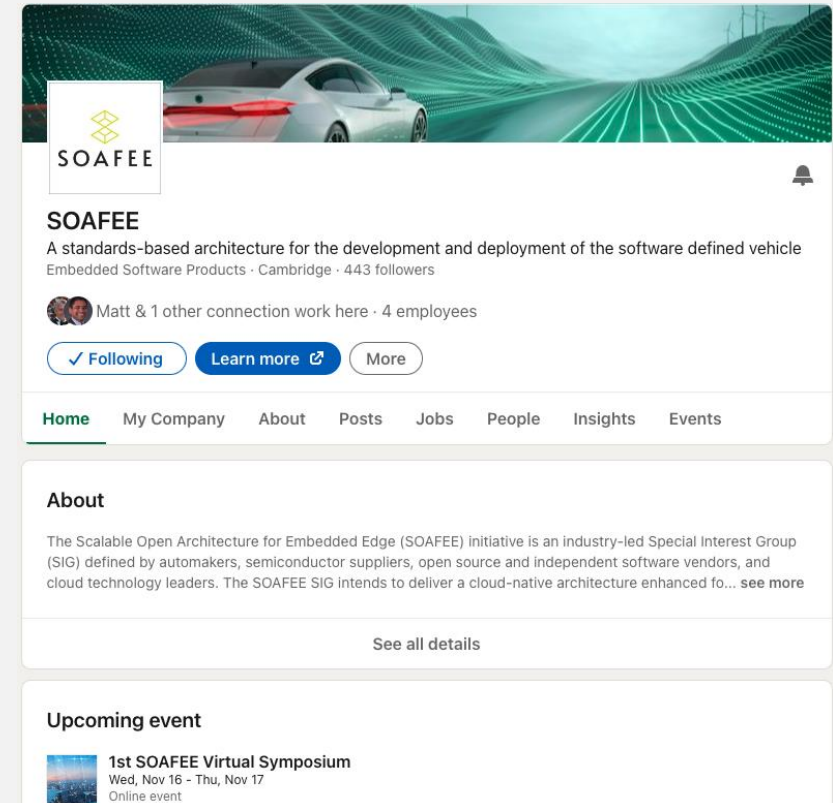 SOAFEE
SOAFEE
A standards-based architecture for the development and deployment of the software defined vehicle
Embedded Software Products · Cambridge · 443 followers
Matt & 1 other connection work here · 4 employees
✓ Following Learn more More
Home My Company About Posts Jobs People Insights Events
About
The Scalable Open Architecture for Embedded Edge (SOAFEE) initiative is an industry-led Special Interest Group
(SIG) defined by automakers, semiconductor suppliers, open source and independent software vendors, and
cloud technology leaders. The SOAFEE SIG intends to deliver a cloud-native architecture enhanced fo... see more
See all details
Upcoming event
1st SOAFEE Virtual Symposium
Wed, Nov 16 - Thu, Nov 17
Online event